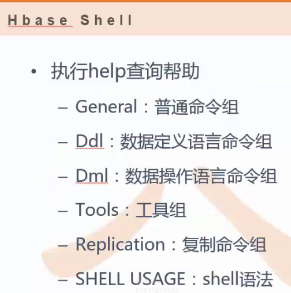 Hbase Shell
• 执行help查询帮助
– General：普通命令组
– Ddl：数据定义语言命令组
– Dml：数据操作语言命令组
– Tools：工具组
– Replication：复制命令组
– SHELL USAGE：shell语法